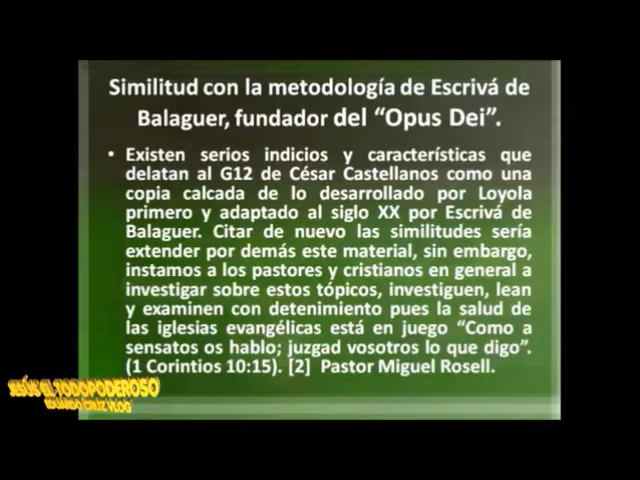 Similitud con la metodología de Escrivá de
Balaguer, fundador del “Opus Dei”.
• Existen serios indicios y características que
delatan al G12 de César Castellanos como una
copia calcada de lo desarrollado por Loyola
primero y adaptado al siglo XX por Escrivá de
Balaguer. Citar de nuevo las similitudes sería
extender por demás este material, sin embargo,
instamos a los pastores y cristianos en general a
investigar sobre estos tópicos, investiguen, lean
y examinen con detenimiento pues la salud de
las iglesias evangélicas está en juego “Como a
sensatos os hablo; juzgad vosotros lo que digo”.
(1 Corintios 10:15). [2] Pastor Miguel Rosell.
JESÚS EL TODOPODEROSO
EDUARDO CRUZ VLOG